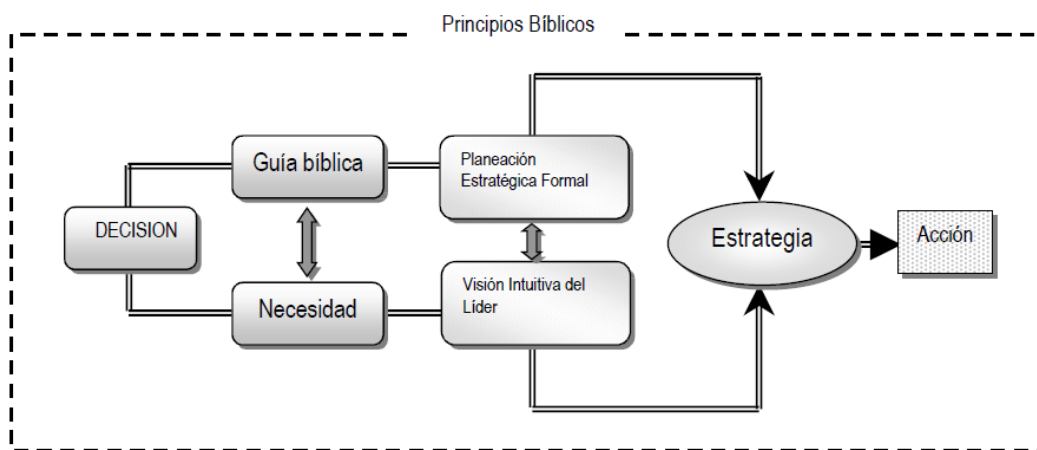 Principios Bíblicos
Guía bíblica
Planeación
Estratégica Formal
DECISION
Estrategia
Acción
Necesidad
Visión Intuitiva del
Líder